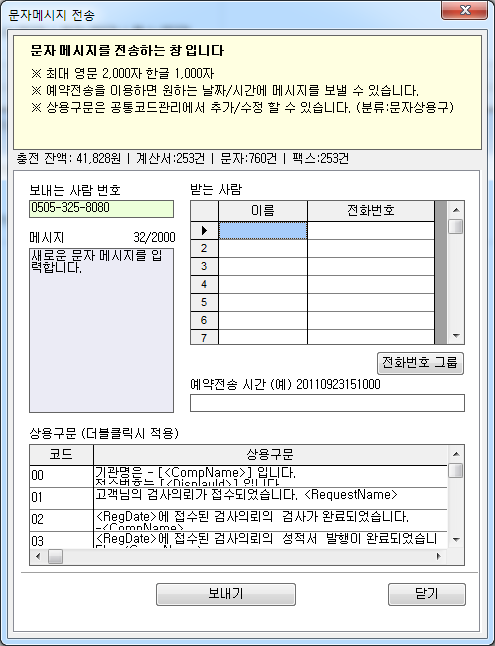 문자메시지 전송
문자 메시지를 전송하는 창 입니다
※ 최대 영문 2,000자 한글 1,000자
※ 예약전송을 이용하면 원하는 날짜/시간에 메시지를 보낼 수 있습니다.
※ 상용구문은 공통코드관리에서 추가/수정 할 수 있습니다. (분류:문자상용구)
충전 잔액: 41,828원 | 계산서:253건 | 문자:760건 | 팩스:253건
보내는 사람 번호
0505-325-8080
메시지 32/2000
새로운 문자 메시지를 입
력합니다.
받는 사람
이름 전화번호
2
3
4
5
6
7
전화번호 그룹
예약전송 시간 (예) 20110923151000
상용구문 (더블클릭시 적용)
코드 상용구문
00 기관명은 - [<CompName>] 입니다.
접수번호는 [<DisplayId>] 입니다
01 고객님의 검사의뢰가 접수되었습니다. <RequestName>
02 <RegDate>에 접수된 검사의뢰의 검사가 완료되었습니다.
-<CompName>
03 <RegDate>에 접수된 검사의뢰의 성적서 발행이 완료되었습니
보내기 닫기